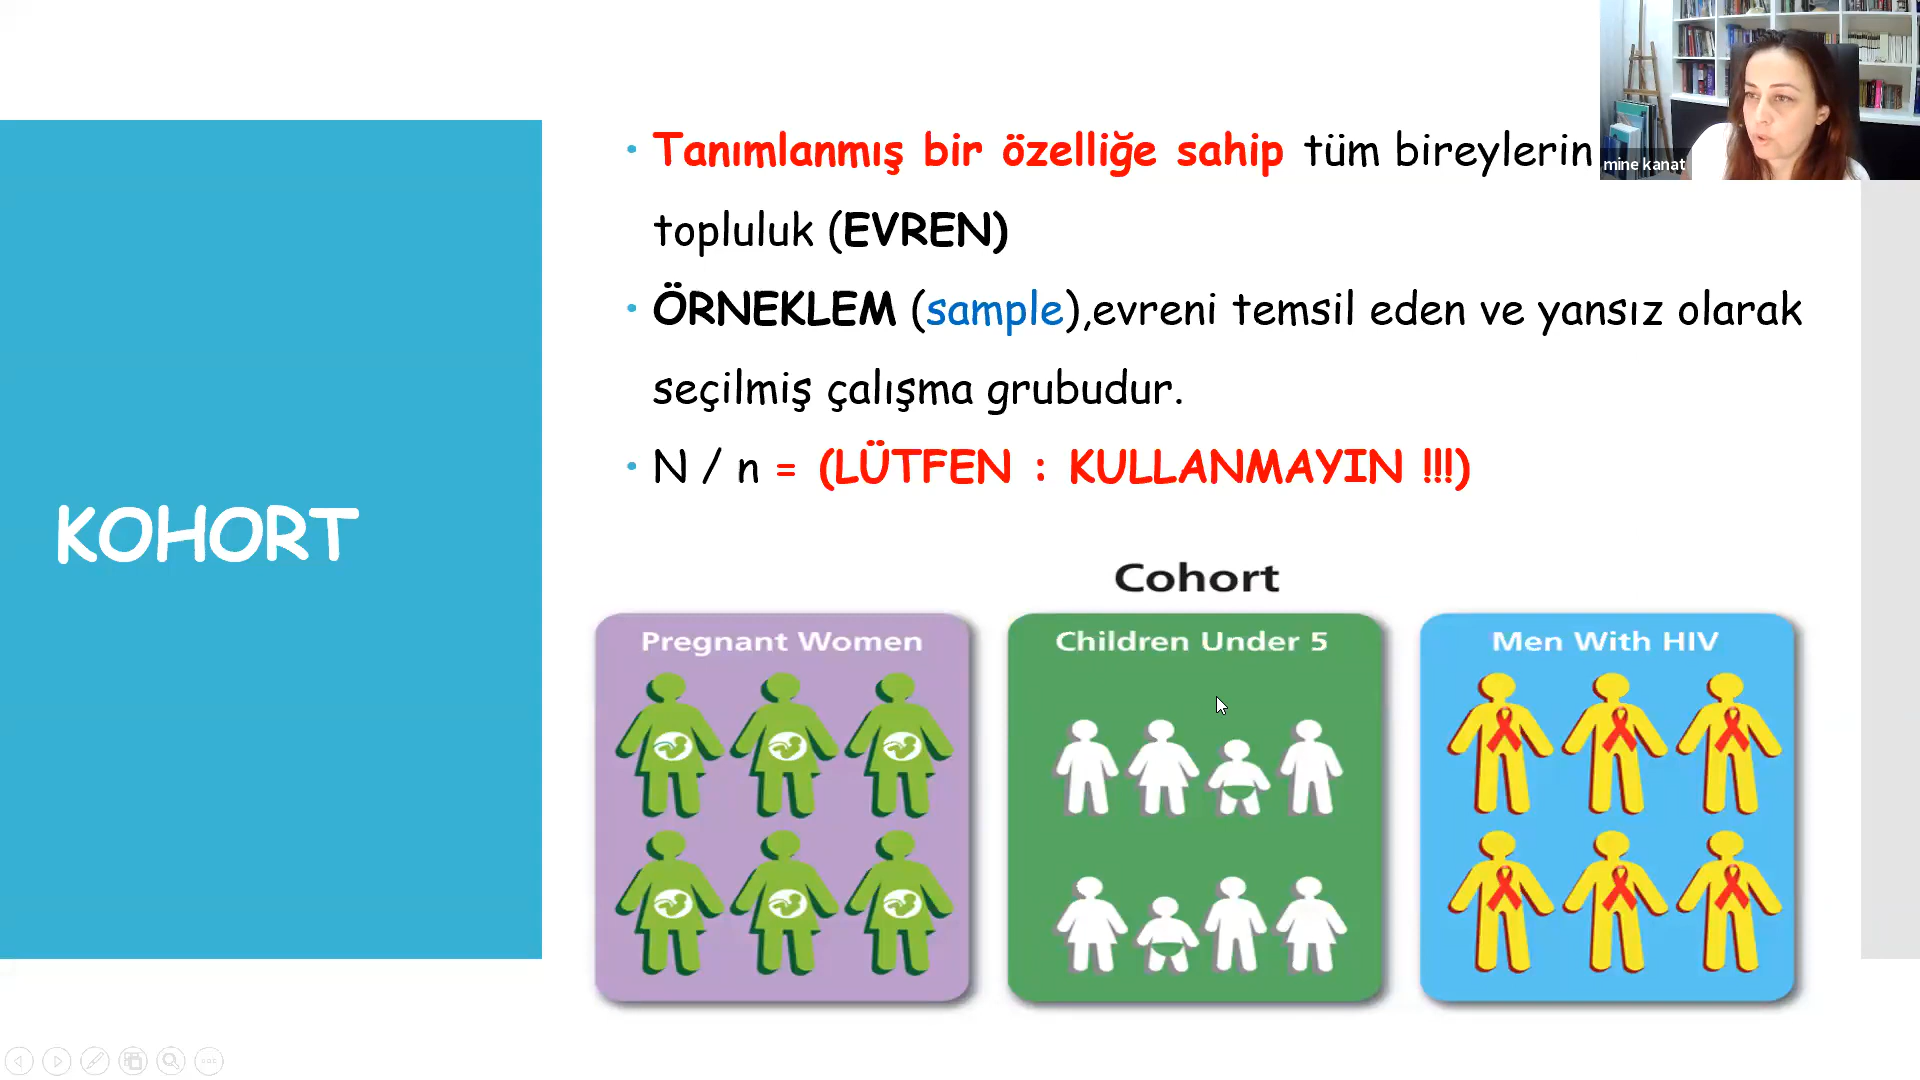 KOHORT
• Tanımlanmış bir özelliğe sahip tüm bireylerin
topluluk (EVREN)
• ÖRNEKLEM (sample),evreni temsil eden ve yansız olarak
seçilmiş çalışma grubudur.
• N / n = (LÜTFEN : KULLANMAYIN !!!)
Cohort
Pregnant Women
Children Under 5
Men With HIV
mine kanat